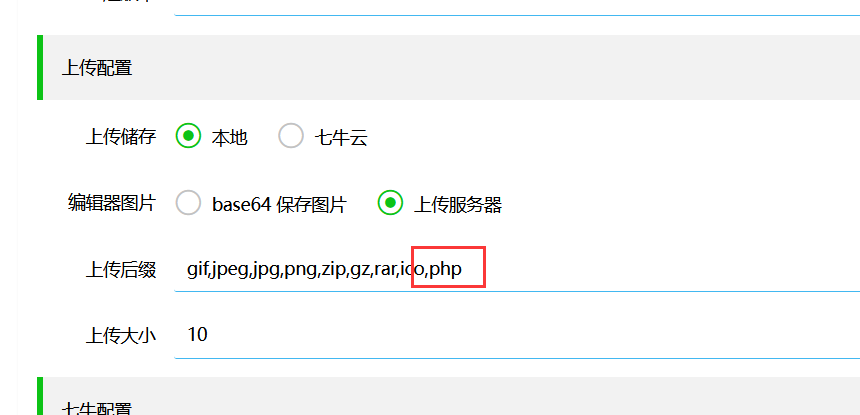 上传配置
上传储存 本地 七牛云
编辑器图片 base64 保存图片 上传服务器
上传后缀 gif,jpeg,jpg,png,zip,gz,rar,ico,php
上传大小 10
七牛配置